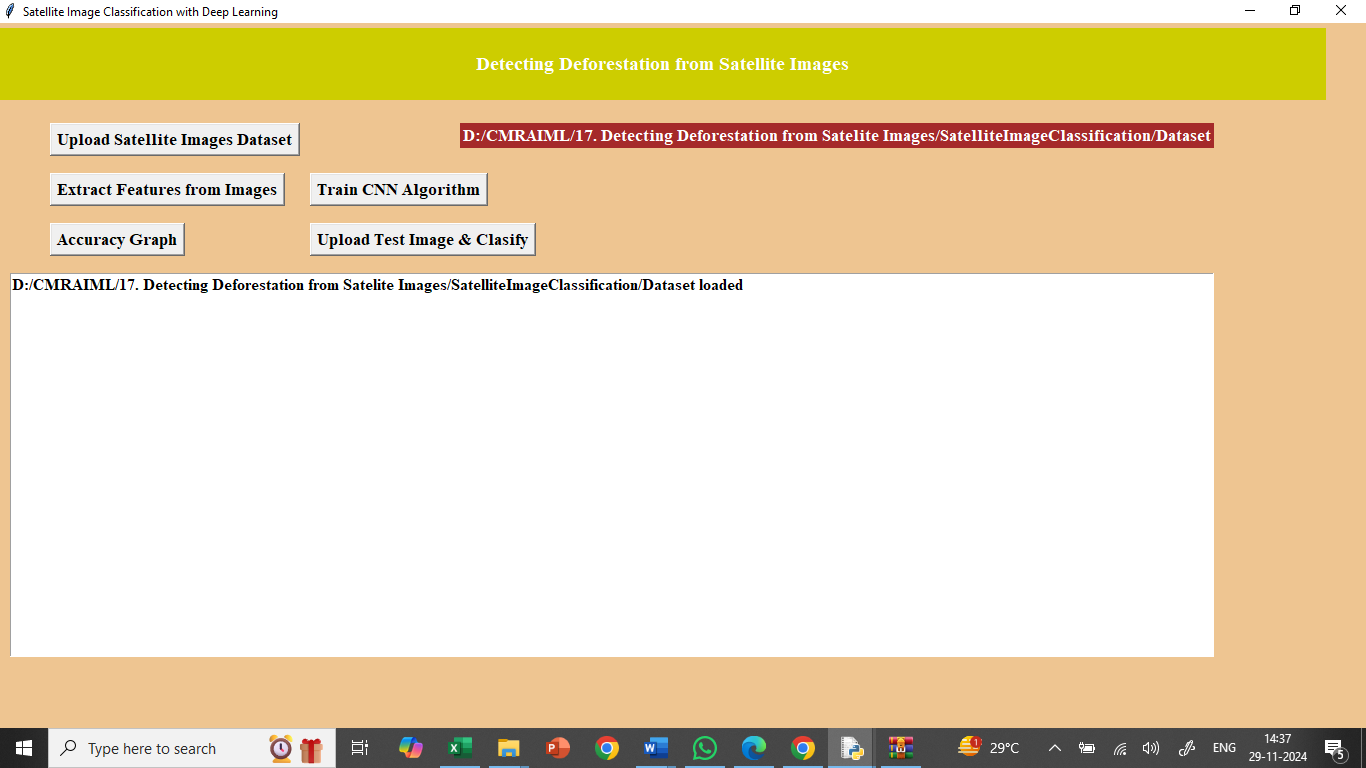 Satellite Image Classification with Deep Learning
Detecting Deforestation from Satellite Images
Upload Satellite Images Dataset
D:/CMRAIML/17. Detecting Deforestation from Satelite Images/SatelliteImageClassification/Dataset
Extract Features from Images
Train CNN Algorithm
Accuracy Graph
Upload Test Image & Clasify
D:/CMRAIML/17. Detecting Deforestation from Satelite Images/SatelliteImageClassification/Dataset loaded
Type here to search
1
29°C
ENG
14:37
29-11-2024
5